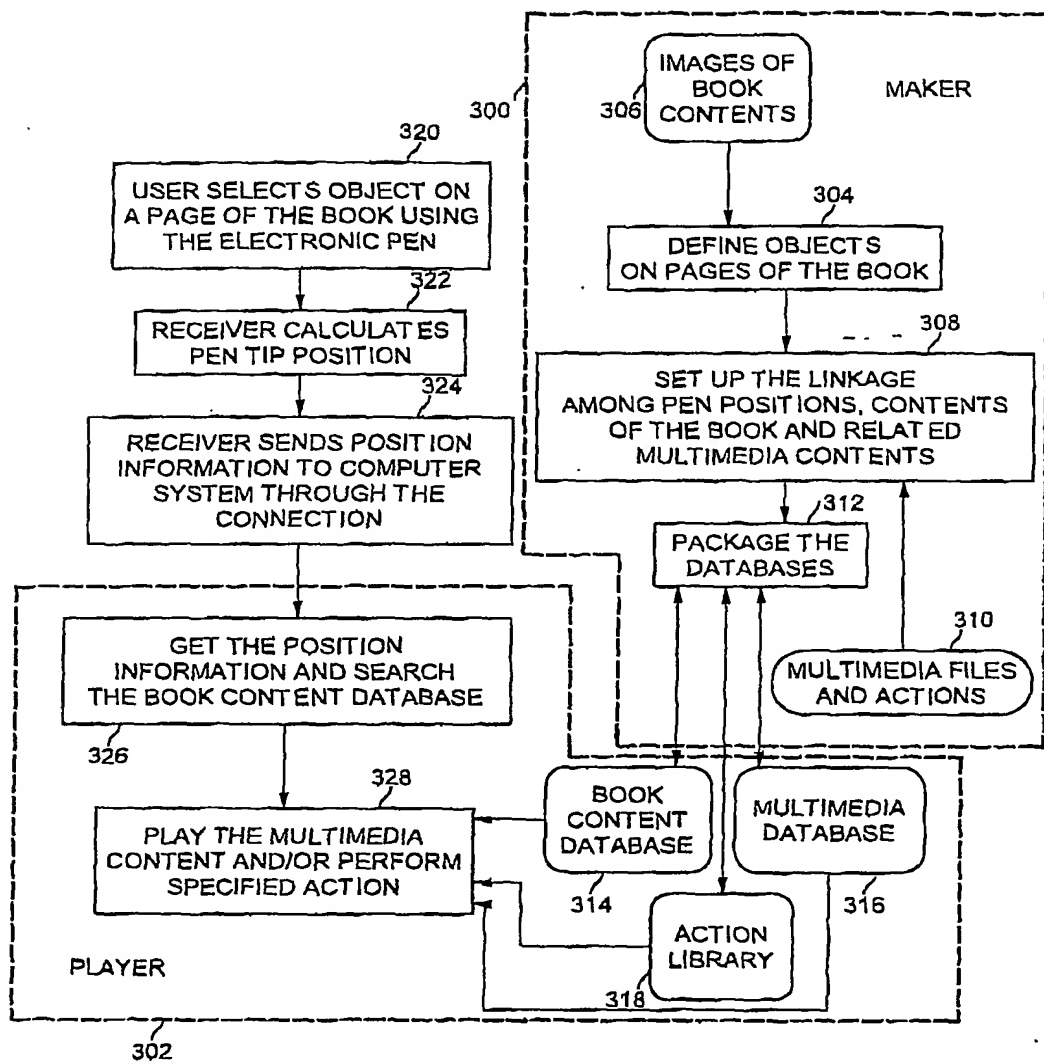 300
IMAGES OF
BOOK
CONTENTS
306
MAKER
304
DEFINE OBJECTS
ON PAGES OF THE BOOK
308
SET UP THE LINKAGE
AMONG PEN POSITIONS, CONTENTS
OF THE BOOK AND RELATED
MULTIMEDIA CONTENTS
312
PACKAGE THE
DATABASES
310
MULTIMEDIA FILES
AND ACTIONS
320
USER SELECTS OBJECT ON
A PAGE OF THE BOOK USING
THE ELECTRONIC PEN
322
RECEIVER CALCULATES
PEN TIP POSITION
324
RECEIVER SENDS POSITION
INFORMATION TO COMPUTER
SYSTEM THROUGH THE
CONNECTION
GET THE POSITION
INFORMATION AND SEARCH
THE BOOK CONTENT DATABASE
326
328
PLAY THE MULTIMEDIA
CONTENT AND/OR PERFORM
SPECIFIED ACTION
BOOK
CONTENT
DATABASE
314
MULTIMEDIA
DATABASE
316
ACTION
LIBRARY
318
PLAYER
302